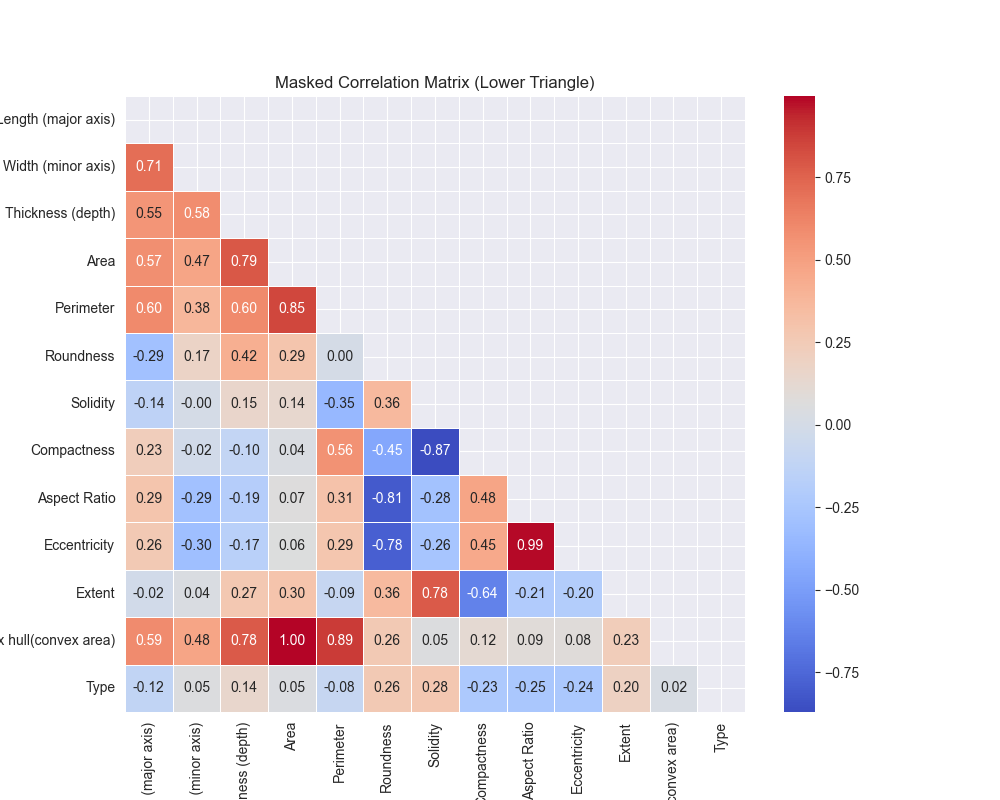 Masked Correlation Matrix (Lower Triangle)
Length (major axis)
Width (minor axis) 0.71
Thickness (depth) 0.55 0.58
Area 0.57 0.47 0.79
Perimeter 0.60 0.38 0.60 0.85
Roundness -0.29 0.17 0.42 0.29 0.00
Solidity -0.14 -0.00 0.15 0.14 -0.35 0.36
Compactness 0.23 -0.02 -0.10 0.04 0.56 -0.45 -0.87
Aspect Ratio 0.29 -0.29 -0.19 0.07 0.31 -0.81 -0.28 0.48
Eccentricity 0.26 -0.30 -0.17 0.06 0.29 -0.78 -0.26 0.45 0.99
Extent -0.02 0.04 0.27 0.30 -0.09 0.36 0.78 -0.64 -0.21 -0.20
x hull(convex area) 0.59 0.48 0.78 1.00 0.89 0.26 0.05 0.12 0.09 0.08 0.23
Type -0.12 0.05 0.14 0.05 -0.08 0.26 0.28 -0.23 -0.25 -0.24 0.20 0.02
(major axis)
(minor axis)
ness (depth)
Area
Perimeter
Roundness
Solidity
Compactness
Aspect Ratio
Eccentricity
Extent
convex area)
Type
0.75
0.50
0.25
0.00
−0.25
−0.50
−0.75